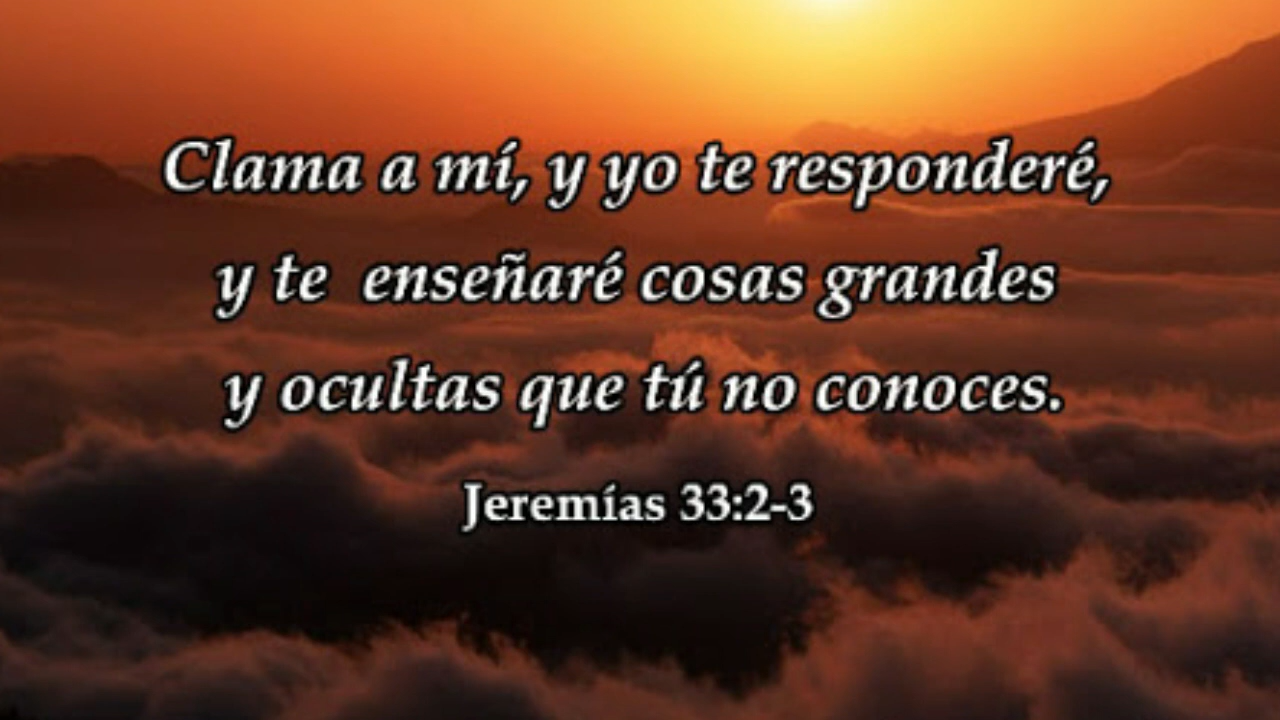 Clama a mí, y yo te responderé,
y te enseñaré cosas grandes
y ocultas que tú no conoces.
Jeremías 33:2-3